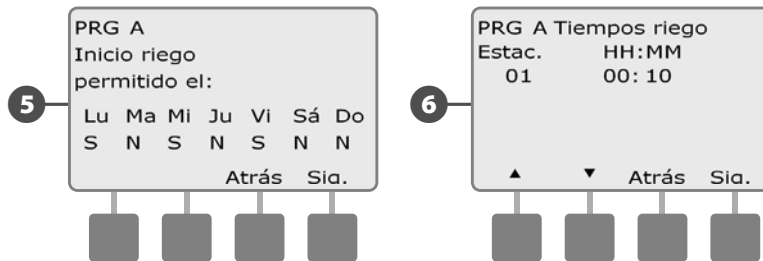 5
PRG A
Inicio riego
permitido el:
Lu Ma Mi Ju Vi Sá Do
S N S N S N N
Atrás Sig.
6
PRG A Tiempos riego
Estac. HH:MM
01 00:10
▲ ▼ Atrás Sig.